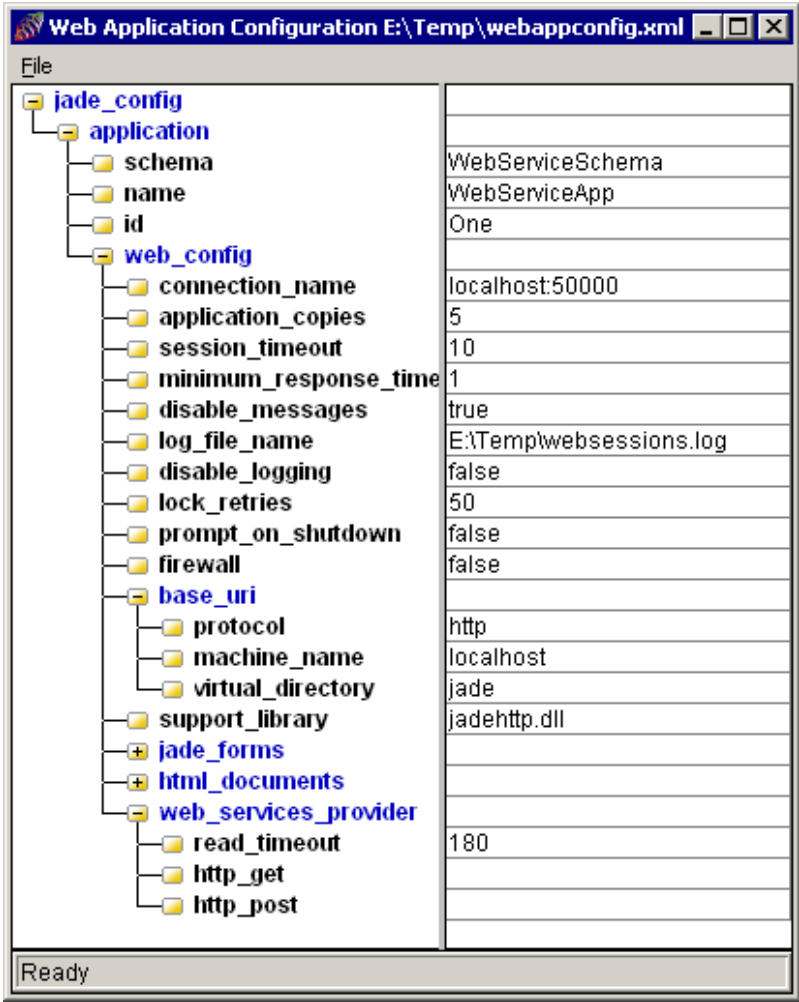 Web Application Configuration E:\Temp\webappconfig.xml
File
jade_config
application
schema WebServiceSchema
name WebServiceApp
id One
web_config
connection_name localhost:50000
application_copies 5
session_timeout 10
minimum_response_time 1
disable_messages true
log_file_name E:\Temp\websessions.log
disable_logging false
lock_retries 50
prompt_on_shutdown false
firewall false
base_uri
protocol http
machine_name localhost
virtual_directory jade
support_library jadehttp.dll
jade_forms
html_documents
web_services_provider
read_timeout 180
http_get
http_post
Ready